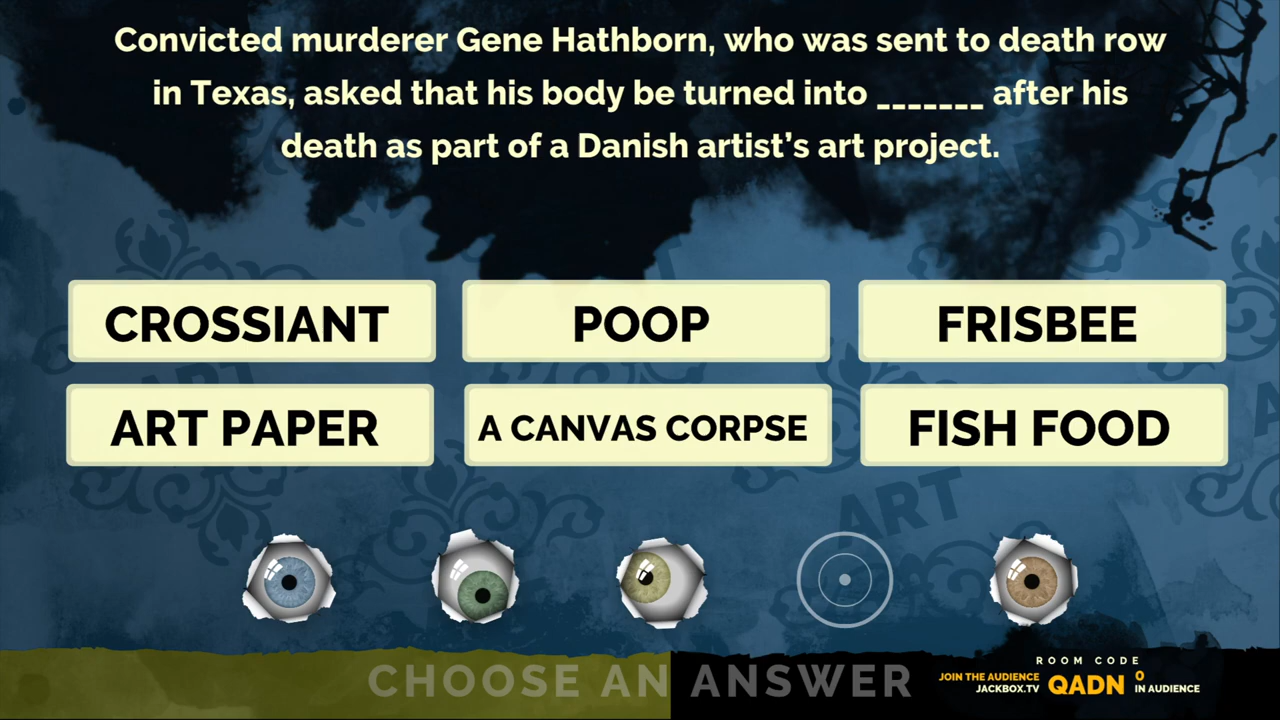 Convicted murderer Gene Hathborn, who was sent to death row
in Texas, asked that his body be turned into _______ after his
death as part of a Danish artist's art project.
CROSSIANT
POOP
FRISBEE
ART PAPER
A CANVAS CORPSE
FISH FOOD
ART
ART
CHOOSE AN ANSWER
ROOM CODE
JOIN THE AUDIENCE
JACKBOX.TV
QADN
0
IN AUDIENCE